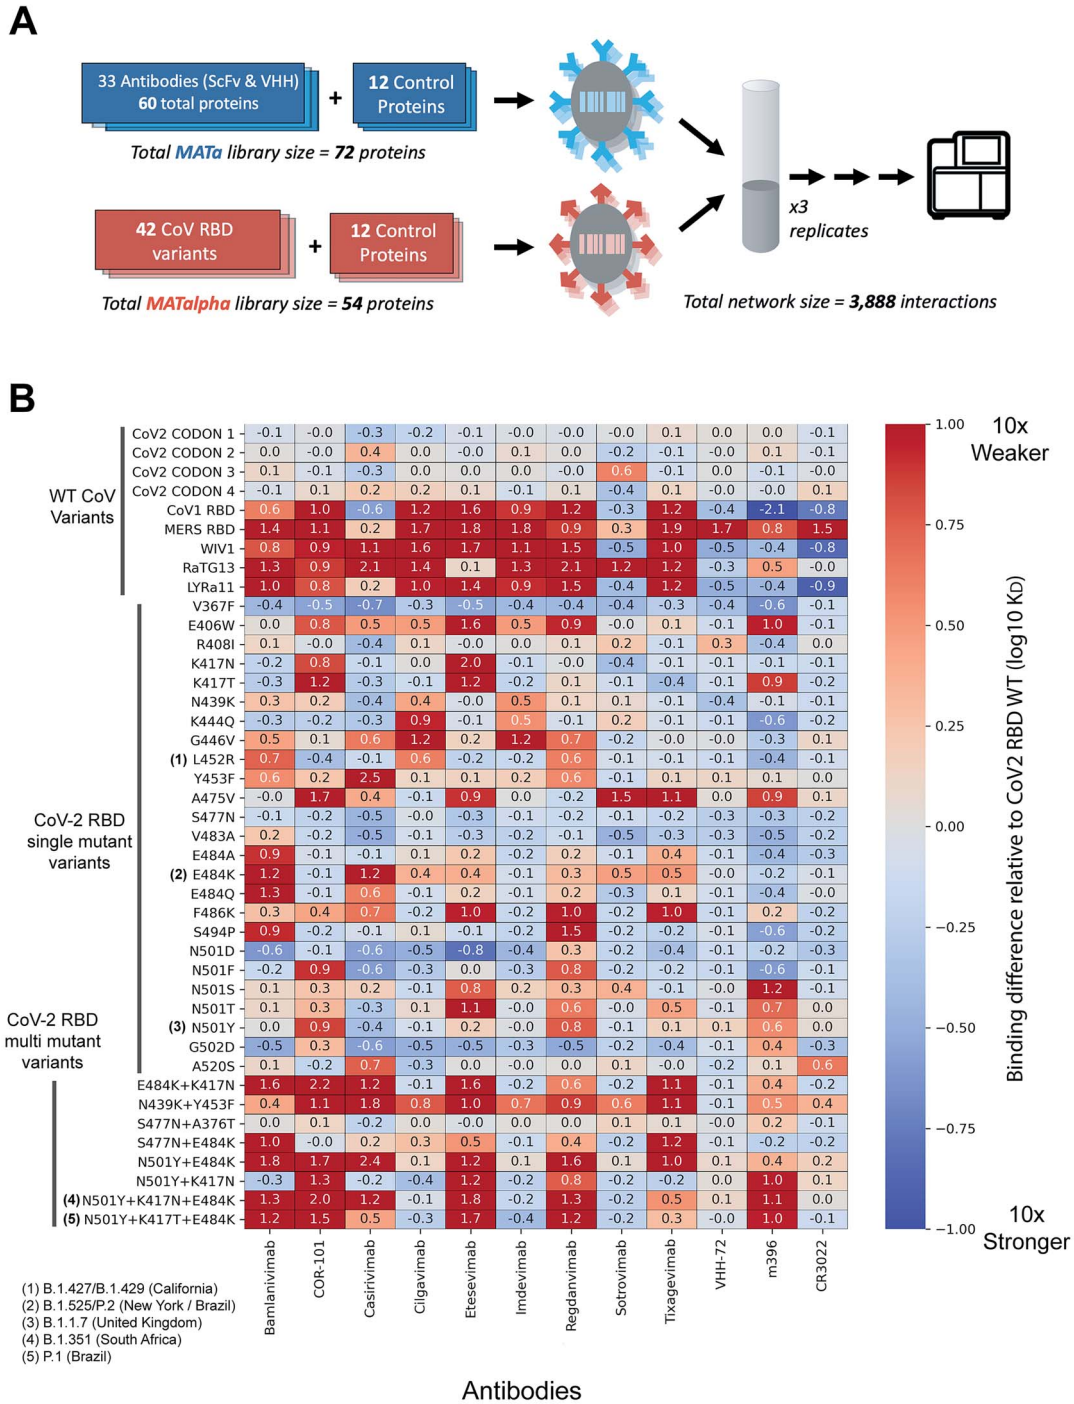 A
33 Antibodies (ScFv & VHH)
60 total proteins
+
12 Control
Proteins
Total MATa library size = 72 proteins
42 CoV RBD
variants
+
12 Control
Proteins
Total MATalpha library size = 54 proteins
x3
replicates
Total network size = 3,888 interactions
B
WT CoV
Variants
CoV-2 RBD
single mutant
variants
CoV-2 RBD
multi mutant
variants
CoV2 CODON 1 -0.1 -0.0 -0.3 -0.2 -0.1 -0.0 -0.0 -0.0 0.1 0.0 0.0 -0.1
CoV2 CODON 2 0.0 -0.0 0.4 0.0 -0.0 0.1 0.0 -0.2 -0.1 -0.0 0.1 -0.1
CoV2 CODON 3 0.1 -0.1 -0.3 0.0 0.0 0.0 -0.0 0.6 -0.1 0.0 -0.1 -0.0
CoV2 CODON 4 -0.1 0.1 0.2 0.2 0.1 -0.1 0.1 -0.4 0.1 -0.0 -0.0 0.1
CoV1 RBD 0.6 1.0 -0.6 1.2 1.6 0.9 1.2 -0.3 1.2 -0.4 -2.1 -0.8
MERS RBD 1.4 1.1 0.2 1.7 1.8 1.8 0.9 0.3 1.9 1.7 0.8 1.5
WIV1 0.8 0.9 1.1 1.6 1.7 1.1 1.5 -0.5 1.0 -0.5 -0.4 -0.8
RaTG13 1.3 0.9 2.1 1.4 0.1 1.3 2.1 1.2 1.2 -0.3 0.5 -0.0
LYRa11 1.0 0.8 0.2 1.0 1.4 0.9 1.5 -0.4 1.2 -0.5 -0.4 -0.9
V367F -0.4 -0.5 -0.7 -0.3 -0.5 -0.4 -0.4 -0.4 -0.3 -0.4 -0.6 -0.1
E406W 0.0 0.8 0.5 0.5 1.6 0.5 0.9 -0.0 0.1 -0.1 1.0 -0.1
R408I 0.1 -0.0 -0.4 0.1 -0.0 -0.1 0.0 0.2 -0.1 0.3 -0.4 0.0
K417N -0.2 0.8 -0.1 0.0 2.0 -0.1 -0.0 -0.4 -0.1 -0.1 -0.1 -0.1
K417T -0.3 1.2 -0.3 -0.1 1.2 -0.2 0.1 -0.1 -0.4 -0.1 0.9 -0.2
N439K 0.3 0.2 -0.4 0.4 -0.0 0.5 0.1 0.1 -0.1 -0.4 -0.1 -0.1
K444Q -0.3 -0.2 -0.3 0.9 -0.1 0.5 -0.1 0.2 -0.1 -0.1 -0.6 -0.2
G446V 0.5 0.1 0.6 1.2 0.2 1.2 0.7 -0.2 -0.0 -0.0 -0.3 0.1
(1) L452R 0.7 -0.4 -0.1 0.6 -0.2 -0.2 0.6 -0.1 -0.1 -0.1 -0.4 -0.1
Y453F 0.6 0.2 2.5 0.1 0.1 0.2 0.6 -0.1 0.1 0.1 0.1 0.0
A475V -0.0 1.7 0.4 -0.1 0.9 0.0 -0.2 1.5 1.1 0.0 0.9 0.1
S477N -0.1 -0.2 -0.5 -0.0 -0.3 -0.1 -0.2 -0.1 -0.2 -0.3 -0.3 -0.2
V483A 0.2 -0.2 -0.5 -0.1 -0.3 -0.2 -0.1 -0.5 -0.3 -0.3 -0.5 -0.2
E484A 0.9 -0.1 -0.1 0.1 0.2 -0.2 0.2 -0.1 0.4 -0.1 -0.4 -0.3
(2) E484K 1.2 -0.1 1.2 0.4 0.4 -0.1 0.3 0.5 0.5 -0.0 -0.2 -0.2
E484Q 1.3 -0.1 0.6 -0.1 0.2 -0.1 0.2 -0.3 0.1 -0.1 -0.4 -0.0
F486K 0.3 0.4 0.7 -0.2 1.0 -0.2 1.0 -0.2 1.0 -0.1 0.2 -0.2
S494P 0.9 -0.2 -0.1 0.1 -0.1 -0.2 1.5 -0.2 -0.2 -0.1 -0.6 -0.2
N501D -0.6 -0.1 -0.6 -0.5 -0.8 -0.4 0.3 -0.2 -0.4 -0.1 -0.2 -0.3
N501F -0.2 0.9 -0.6 -0.3 0.0 -0.3 0.8 -0.2 -0.2 -0.1 -0.6 -0.1
N501S 0.1 0.3 0.2 -0.1 0.8 0.2 0.3 0.4 -0.1 -0.0 1.2 -0.1
N501T 0.1 0.3 -0.3 0.1 1.1 -0.0 0.6 -0.0 0.5 -0.1 0.7 0.0
(3) N501Y 0.0 0.9 -0.4 -0.1 0.2 -0.0 0.8 -0.1 0.1 0.1 0.6 0.0
G502D -0.5 0.3 -0.6 -0.5 -0.5 -0.3 -0.5 -0.2 -0.4 -0.1 0.4 -0.3
A520S 0.1 -0.2 0.7 -0.3 0.0 0.0 0.0 0.1 -0.0 -0.2 0.1 0.6
E484K+K417N 1.6 2.2 1.2 -0.1 1.6 -0.2 0.6 -0.2 1.1 -0.1 0.4 -0.2
N439K+Y453F 0.4 1.1 1.8 0.8 1.0 0.7 0.9 0.6 1.1 -0.1 0.5 0.4
S477N+A376T 0.0 0.1 -0.2 0.0 -0.0 0.0 0.0 0.1 0.1 -0.0 0.2 -0.1
S477N+E484K 1.0 -0.0 0.2 0.3 0.5 -0.1 0.4 -0.2 1.2 -0.1 -0.2 -0.2
N501Y+E484K 1.8 1.7 2.4 0.1 1.2 0.1 1.6 0.1 1.0 0.1 0.4 0.2
N501Y+K417N -0.3 1.3 -0.2 -0.4 1.2 -0.2 0.8 -0.2 -0.2 0.0 1.0 0.1
(4) N501Y+K417N+E484K 1.3 2.0 1.2 -0.1 1.8 -0.2 1.3 -0.2 0.5 0.1 1.1 0.0
(5) N501Y+K417T+E484K 1.2 1.5 0.5 -0.3 1.7 -0.4 1.2 -0.2 0.3 -0.0 1.0 -0.1
Bamlanivimab
COR-101
Casirivimab
Cilgavimab
Etesevimab
Imdevimab
Regdanvimab
Sotrovimab
Tixagevimab
VHH-72
m396
CR3022
Antibodies
1.00
0.75
0.50
0.25
0.00
−0.25
−0.50
−0.75
−1.00
10x
Weaker
Binding difference relative to CoV2 RBD WT (log10 KD)
10x
Stronger
(1) B.1.427/B.1.429 (California)
(2) B.1.525/P.2 (New York / Brazil)
(3) B.1.1.7 (United Kingdom)
(4) B.1.351 (South Africa)
(5) P.1 (Brazil)